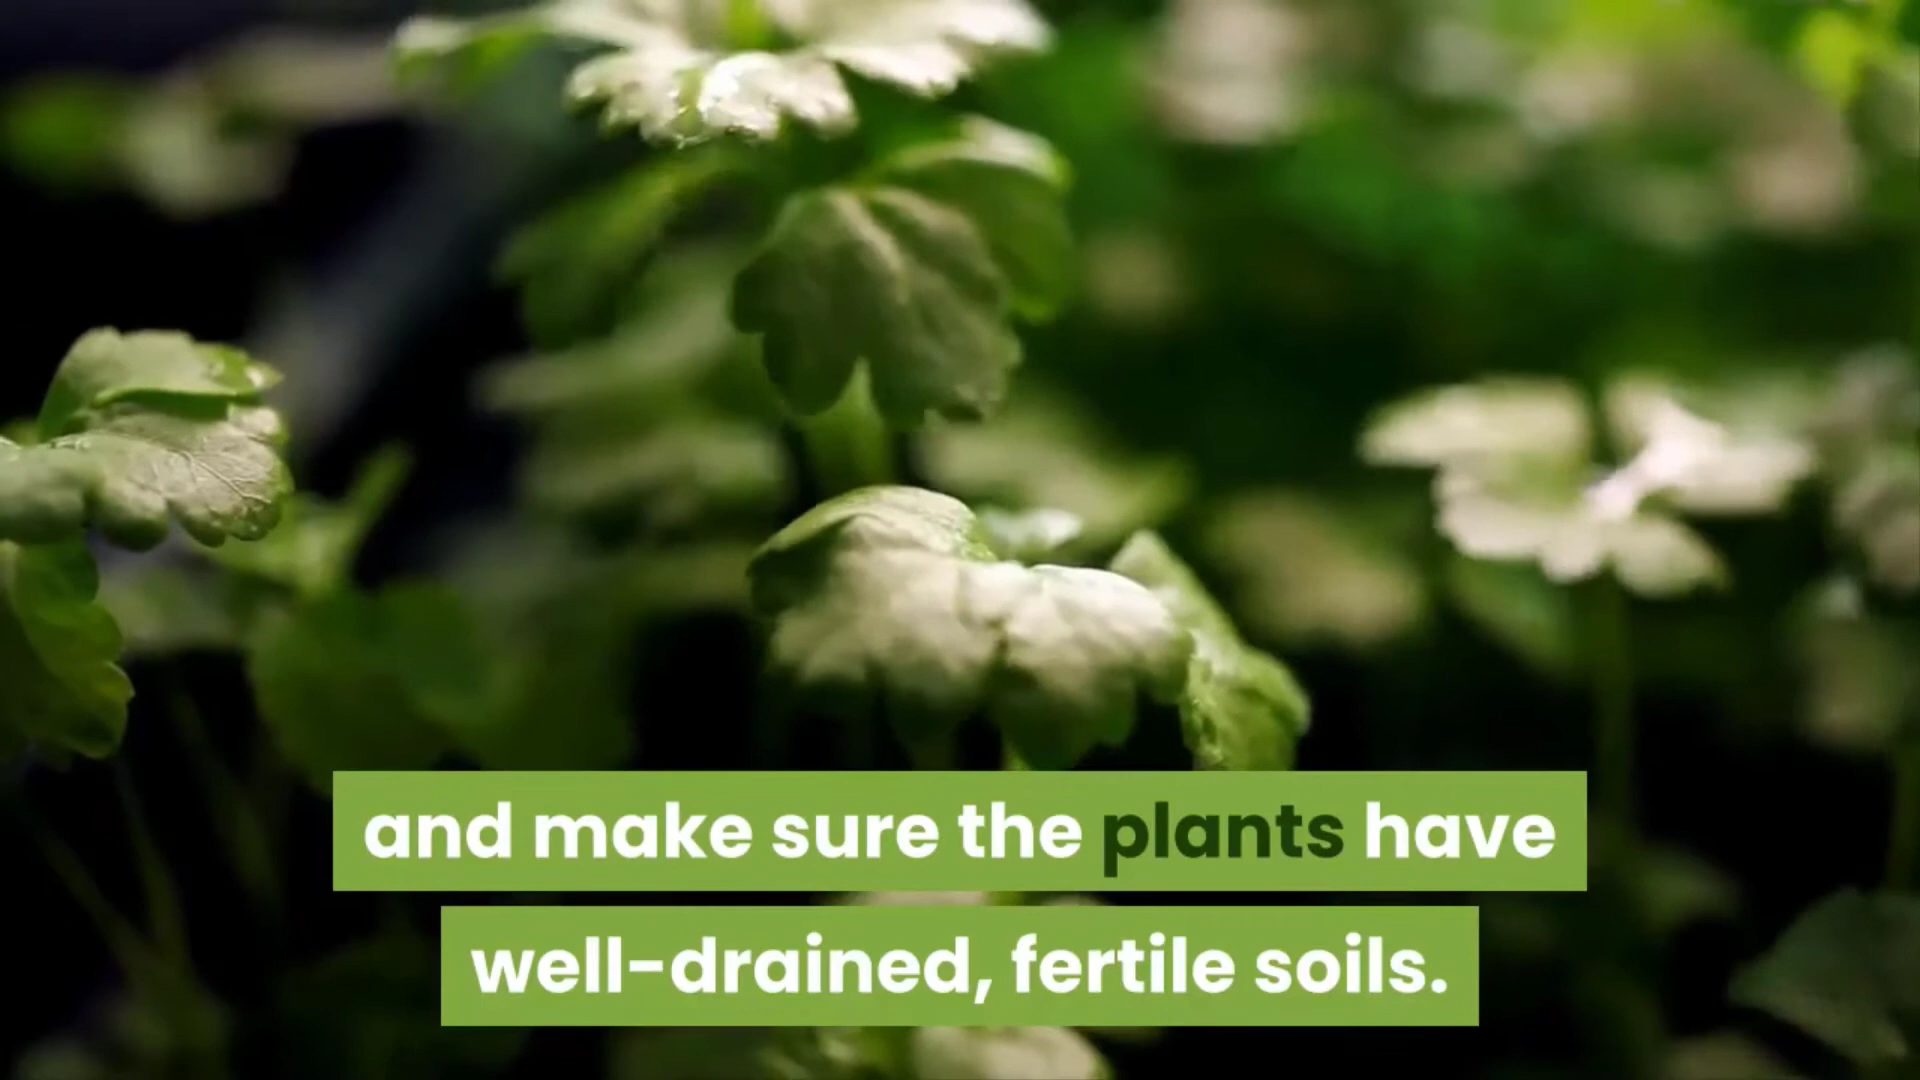 and make sure the plants have
well-drained, fertile soils.